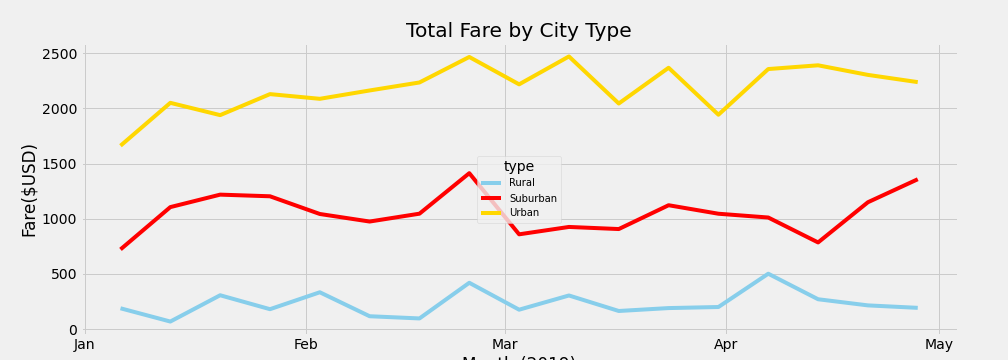 Total Fare by City Type
Fare($USD)
2500
2000
1500
1000
500
0
type
Rural
Suburban
Urban
Jan Feb Mar Apr May